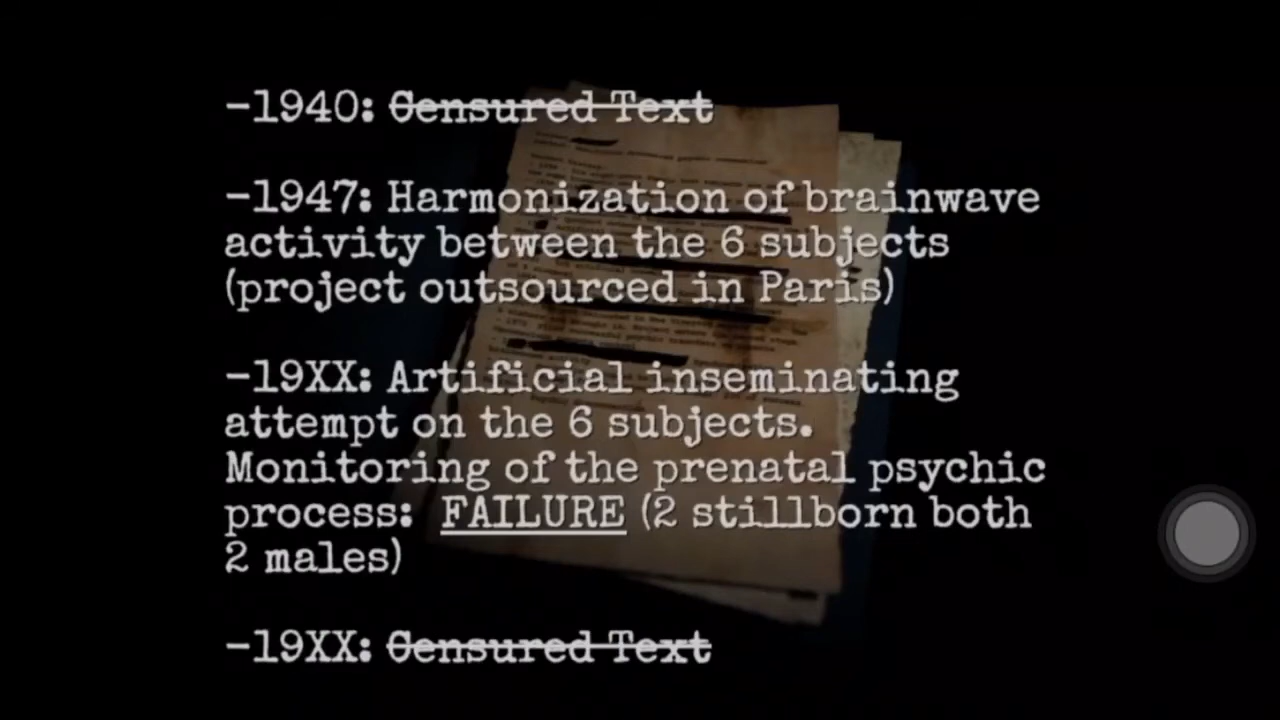 -1940: Censured Text
-1947: Harmonization of brainwave
activity between the 6 subjects
(project outsourced in Paris)
-19XX: Artificial inseminating
attempt on the 6 subjects.
Monitoring of the prenatal psychic
process: FAILURE (2 stillborn both
2 males)
-19XX: Censured Text